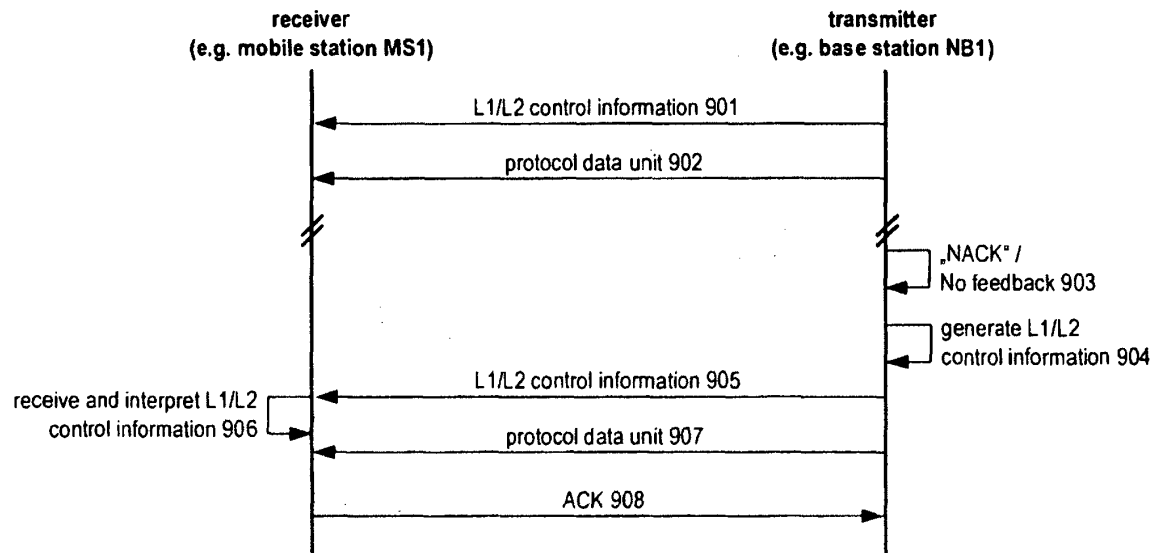 receiver
(e.g. mobile station MS1)
transmitter
(e.g. base station NB1)
L1/L2 control information 901
protocol data unit 902
„NACK" /
No feedback 903
generate L1/L2
control information 904
L1/L2 control information 905
receive and interpret L1/L2
control information 906
protocol data unit 907
ACK 908